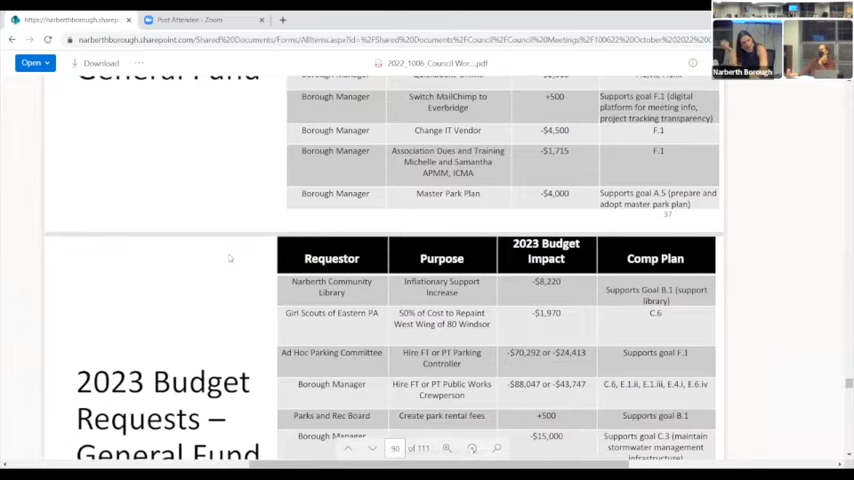 https://narberthborough.sharepo
Post Attendee - Zoom
narberthborough.sharepoint.com/Shared%20Documents/Forms/AllItems.aspx?id=%2FShared%20Documents%2FCouncil%2FCouncil%20Meetings%2F100622%20October%202022%20C
Open
Download
2022_1006_Council Wor....pdf
Narberth Borough
General Fund
Borough Manager Switch MailChimp to Everbridge +500 Supports goal F.1 (digital
platform for meeting info,
project tracking transparency)
Borough Manager Change IT Vendor -$4,500 F.1
Borough Manager Association Dues and Training -$1,715 F.1
Michelle and Samantha
APMM, ICMA
Borough Manager Master Park Plan -$4,000 Supports goal A.5 (prepare and
adopt master park plan)
37
Requestor Purpose 2023 Budget Impact Comp Plan
Narberth Community Library Inflationary Support Increase -$8,220 Supports Goal B.1 (support library)
Girl Scouts of Eastern PA 50% of Cost to Repaint West Wing of 80 Windsor -$1,970 C.6
Ad Hoc Parking Committee Hire FT or PT Parking Controller -$70,292 or -$24,413 Supports goal F.1
Borough Manager Hire FT or PT Public Works Crewperson -$88,047 or -$43,747 C.6, E.1.ii, E.1.iii, E.4.i, E.6.iv
Parks and Rec Board Create park rental fees +500 Supports goal B.1
Borough Manager -$15,000 Supports goal C.3 (maintain
stormwater management
infrastructure)
2023 Budget
Requests –
General Fund
90 of 111